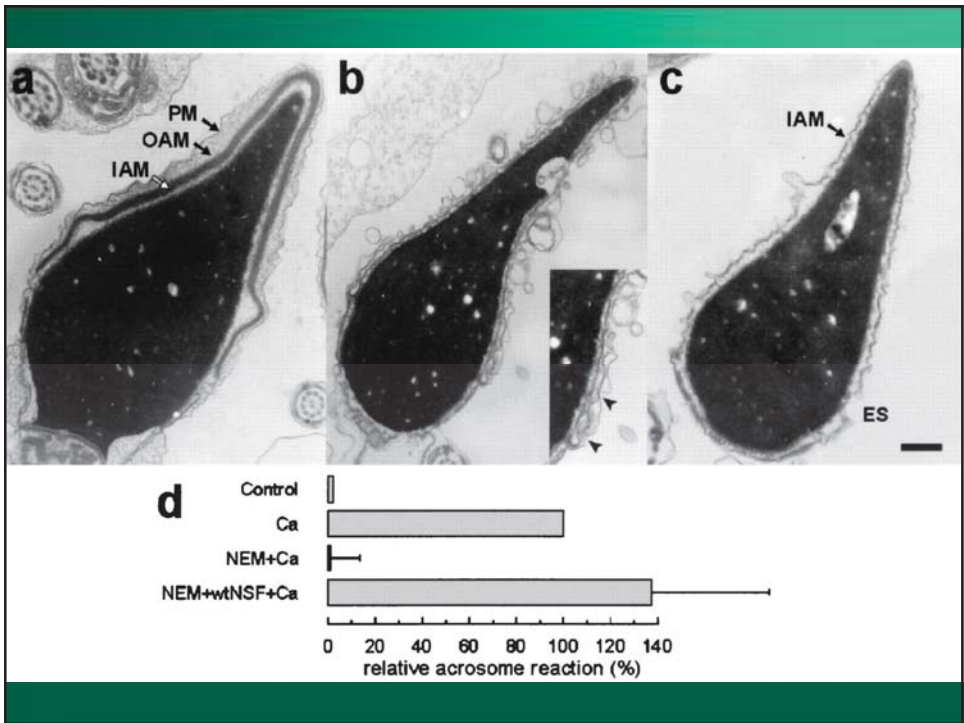 a
PM
OAM
IAM
b
c
IAM
ES
d
Control
Ca
NEM+Ca
NEM+wtNSF+Ca
0 20 40 60 80 100 120 140
relative acrosome reaction (%)